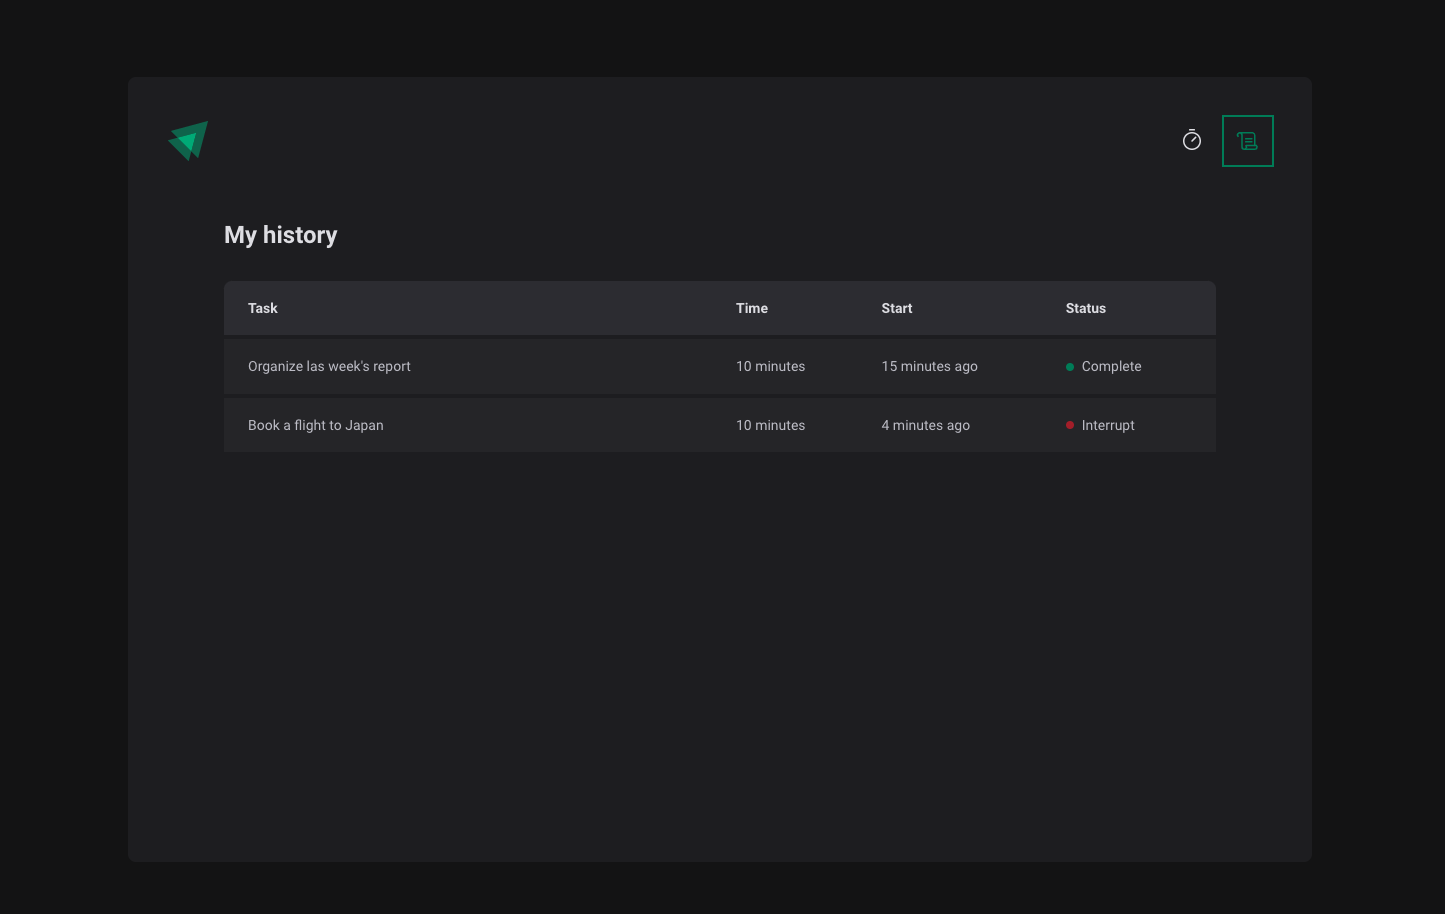 My history
Task Time Start Status
Organize las week's report 10 minutes 15 minutes ago Complete
Book a flight to Japan 10 minutes 4 minutes ago Interrupt